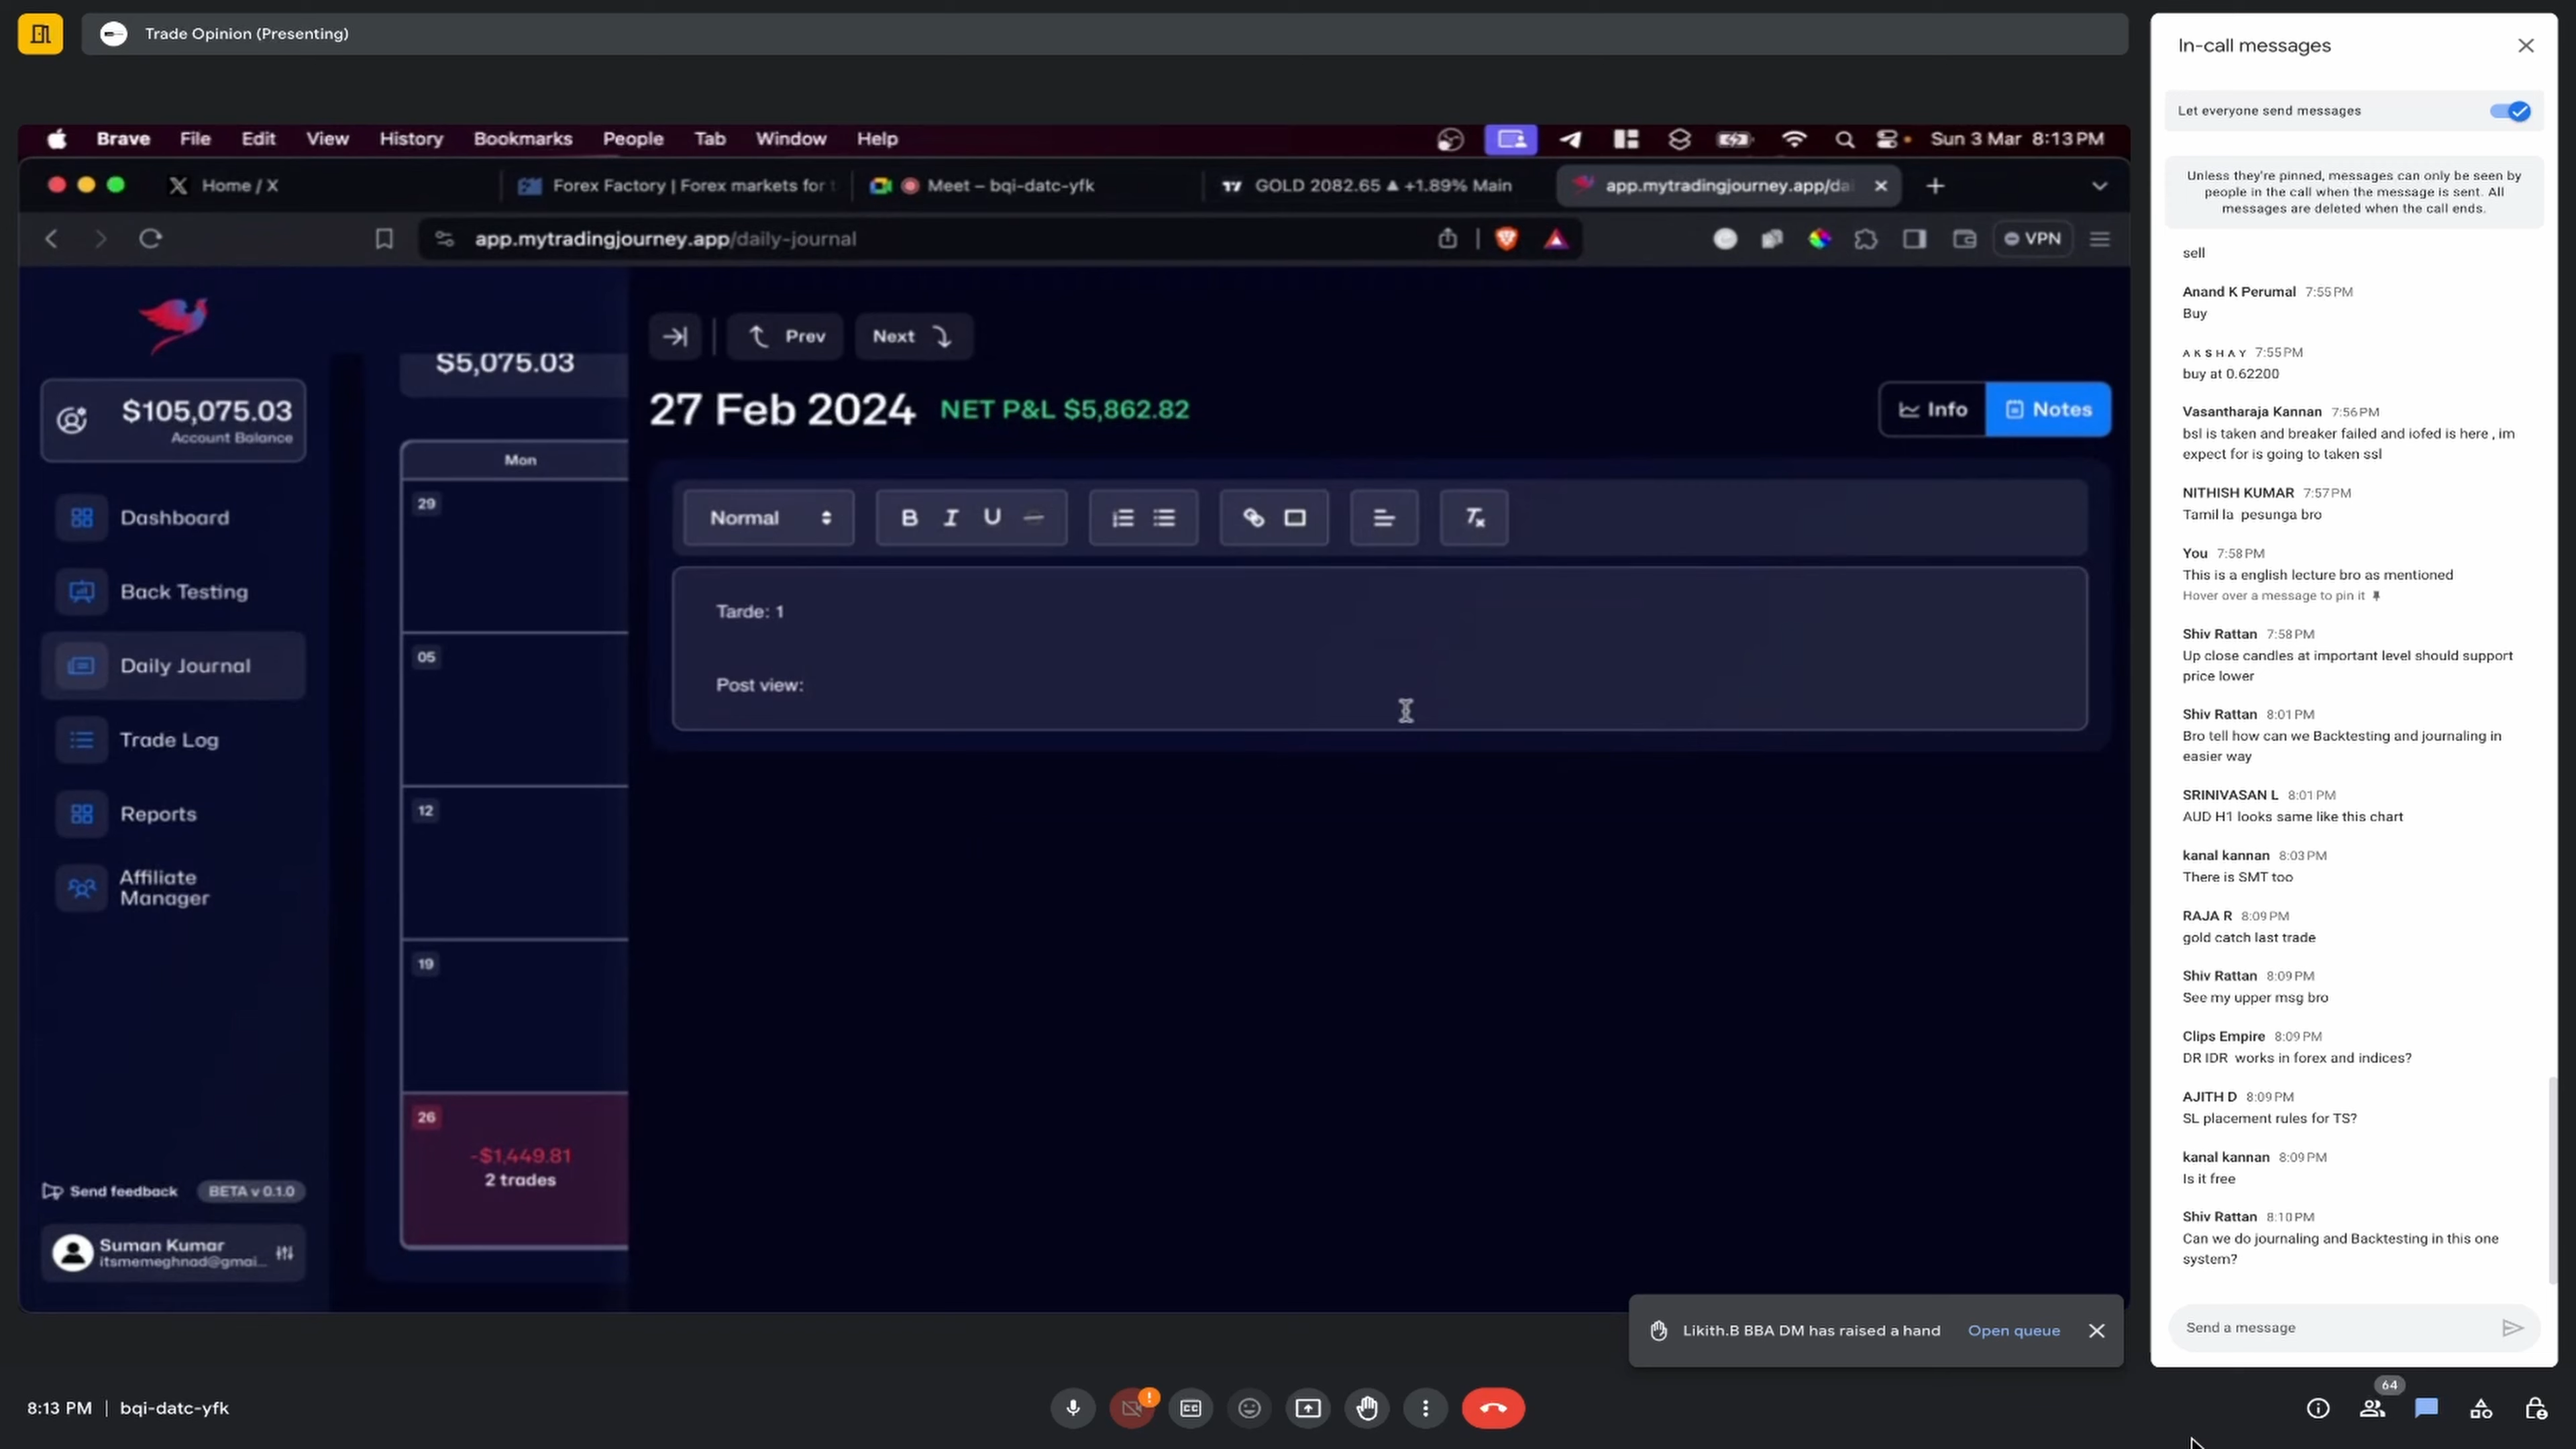 Trade Opinion (Presenting)
Brave File Edit View History Bookmarks People Tab Window Help
Sun 3 Mar 8:13 PM
Home / X
Forex Factory | Forex markets for t
Meet – bqi-datc-yfk
GOLD 2082.65 ▲ +1.89% Main
app.mytradingjourney.app/dai
app.mytradingjourney.app/daily-journal
VPN
$105,075.03
Account Balance
Dashboard
Back Testing
Daily Journal
Trade Log
Reports
Affiliate
Manager
Send feedback BETA v 0.1.0
Suman Kumar
itsmemeghnad@gmai...
$5,075.03
Mon
29
05
12
19
26
-$1,449.81
2 trades
Prev Next
27 Feb 2024 NET P&L $5,862.82
Info Notes
Normal B I U
Tarde: 1
Post view:
Likith.B BBA DM has raised a hand Open queue
8:13 PM | bqi-datc-yfk
In-call messages
Let everyone send messages
Unless they're pinned, messages can only be seen by
people in the call when the message is sent. All
messages are deleted when the call ends.
sell
Anand K Perumal 7:55 PM
Buy
A K S H A Y 7:55 PM
buy at 0.62200
Vasantharaja Kannan 7:56 PM
bsl is taken and breaker failed and iofed is here , im
expect for is going to taken ssl
NITHISH KUMAR 7:57 PM
Tamil la pesunga bro
You 7:58 PM
This is a english lecture bro as mentioned
Hover over a message to pin it
Shiv Rattan 7:58 PM
Up close candles at important level should support
price lower
Shiv Rattan 8:01 PM
Bro tell how can we Backtesting and journaling in
easier way
SRINIVASAN L 8:01 PM
AUD H1 looks same like this chart
kanal kannan 8:03 PM
There is SMT too
RAJA R 8:09 PM
gold catch last trade
Shiv Rattan 8:09 PM
See my upper msg bro
Clips Empire 8:09 PM
DR IDR works in forex and indices?
AJITH D 8:09 PM
SL placement rules for TS?
kanal kannan 8:09 PM
Is it free
Shiv Rattan 8:10 PM
Can we do journaling and Backtesting in this one
system?
Send a message
64